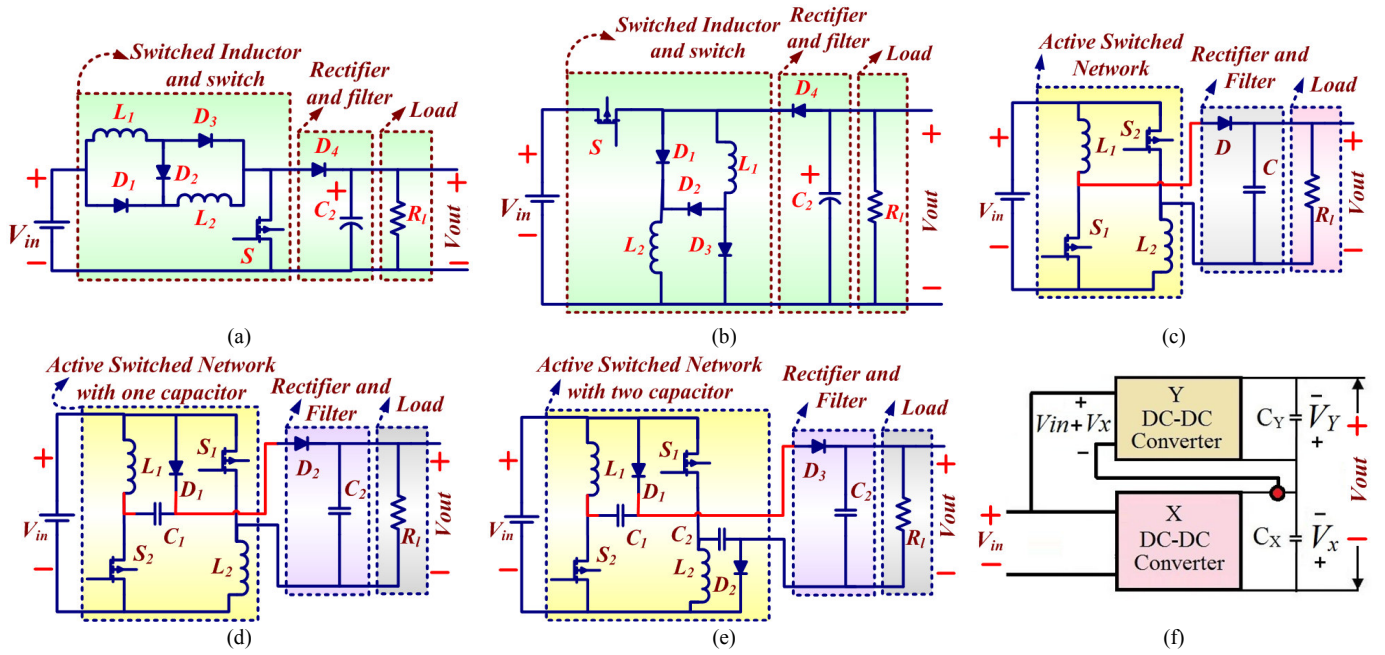 Switched Inductor
and switch
Rectifier
and filter
Load
L1
D3
D1
D2
L2
D4
+
+
+
C2
Rl
S
Vin
Vout
−
−
(a)
Switched Inductor
and switch
Rectifier
and filter
Load
D4
S
D1
L1
D2
D3
L2
+
+
+
C2
Rl
Vin
Vout
−
−
(b)
Active Switched
Network
Rectifier and
Filter
Load
S2
L1
D
C
S1
L2
Rl
+
+
Vin
Vout
−
−
(c)
Active Switched Network
with one capacitor
Rectifier and
Filter
Load
S1
L1
D1
D2
C1
C2
S2
L2
Rl
+
+
Vin
Vout
−
−
(d)
Active Switched Network
with two capacitor
Rectifier and
Filter
Load
S1
L1
D1
D3
C1
C2
C2
S2
L2
D2
Rl
+
+
Vin
Vout
−
−
(e)
Y
DC-DC
Converter
+
Vin+Vx
−
CY
−
VY
+
X
DC-DC
Converter
+
Vin
−
CX
−
Vx
+
+
Vout
−
(f)